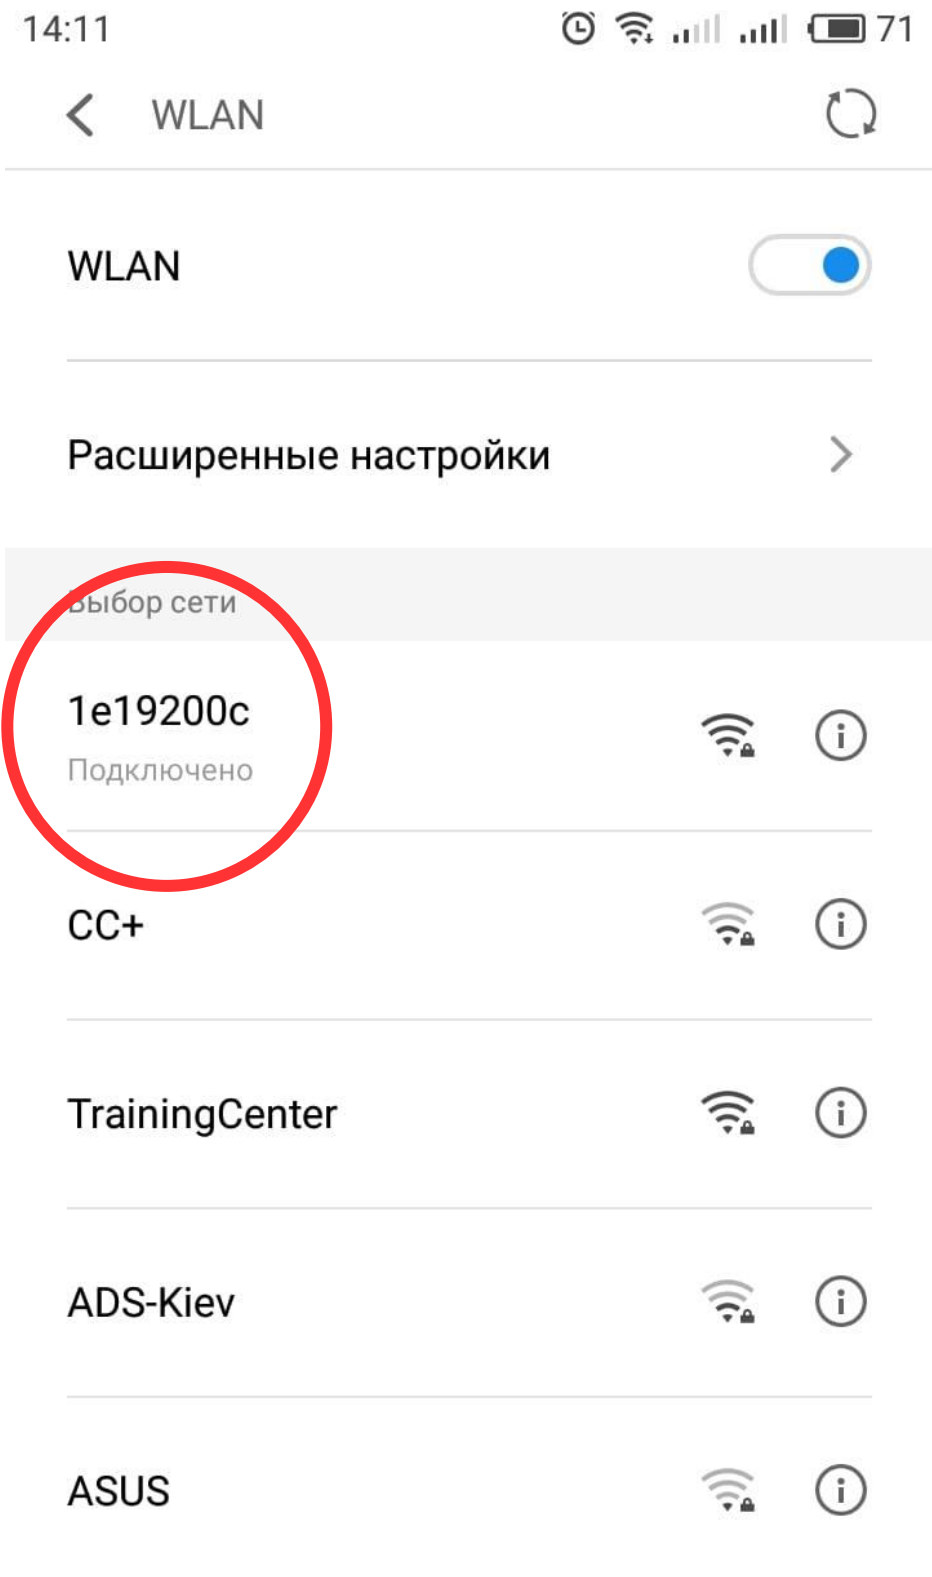 14:11 71
WLAN
WLAN
Расширенные настройки
Выбор сети
1e19200c
Подключено
CC+
TrainingCenter
ADS-Kiev
ASUS